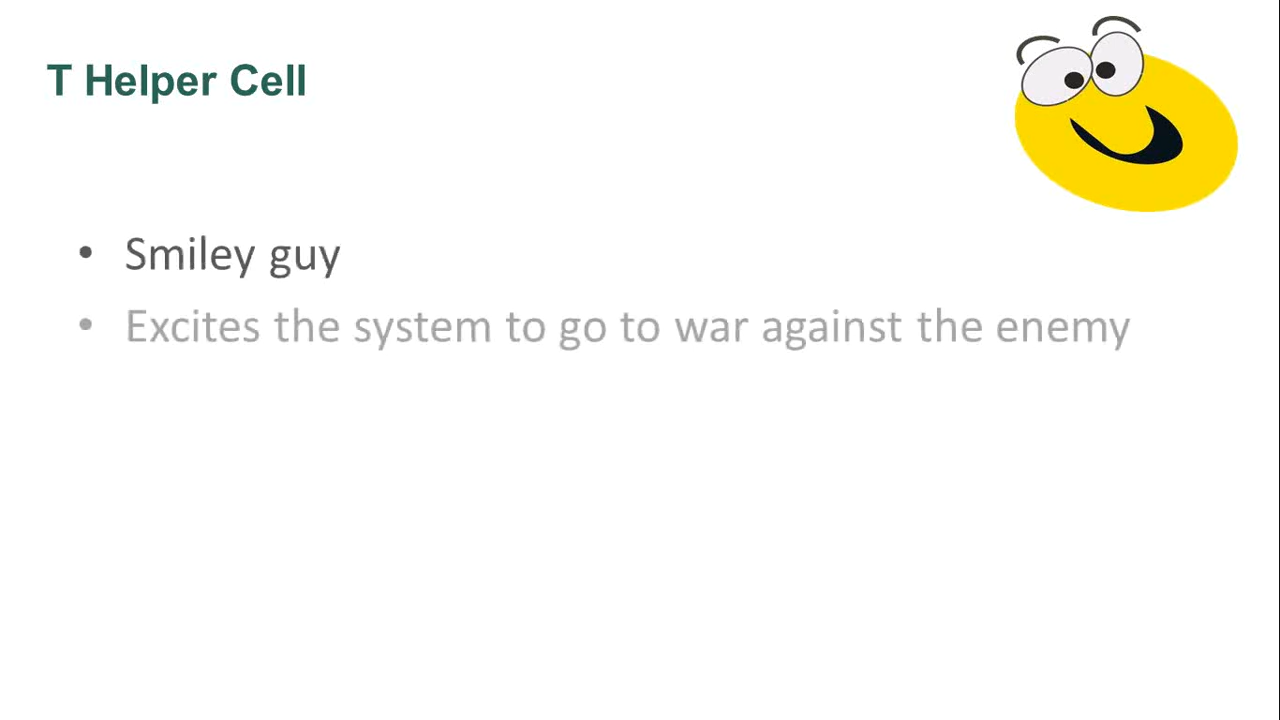 T Helper Cell
• Smiley guy
• Excites the system to go to war against the enemy